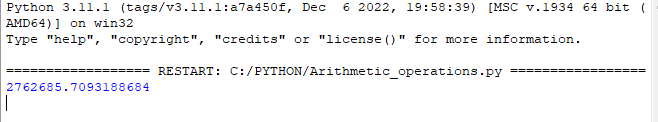 Python 3.11.1 (tags/v3.11.1:a7a450f, Dec  6 2022, 19:58:39) [MSC v.1934 64 bit (
AMD64)] on win32
Type "help", "copyright", "credits" or "license()" for more information.
================== RESTART: C:/PYTHON/Arithmetic_operations.py =================
2762685.7093188684